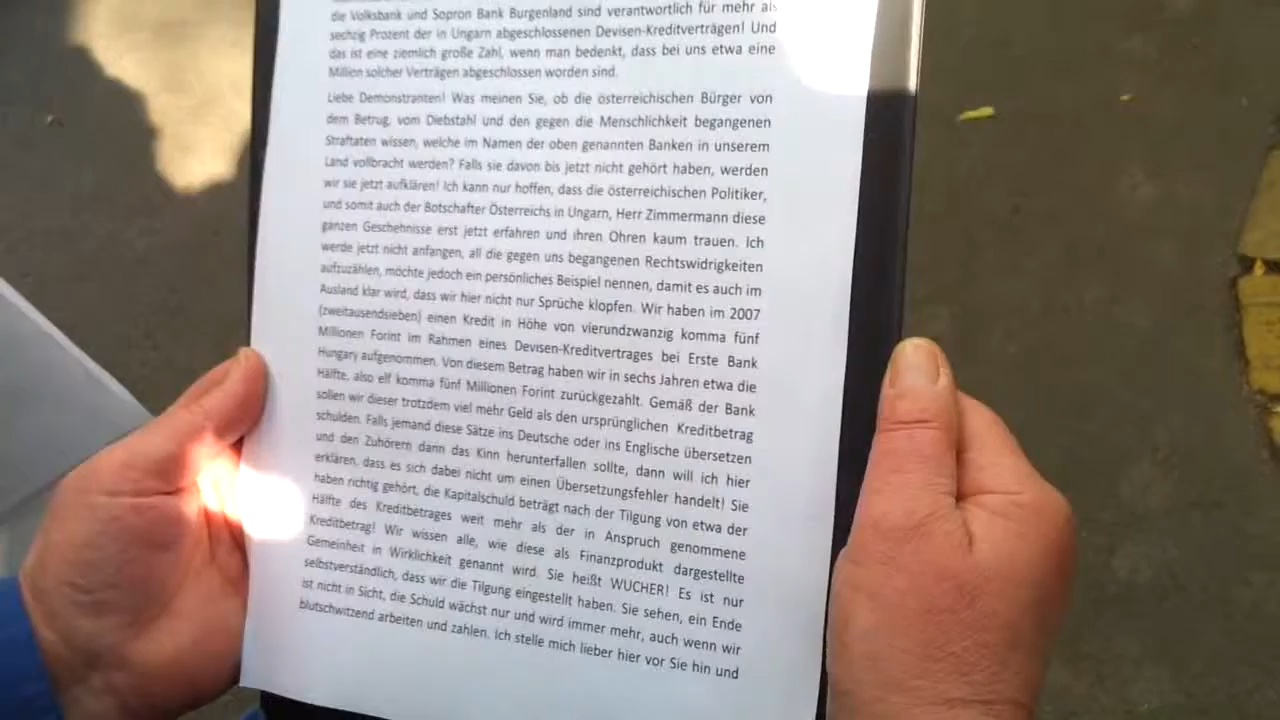 die Volksbank und Sopron Bank Burgenland sind verantwortlich für mehr als
sechzig Prozent der in Ungarn abgeschlossenen Devisen-Kreditverträgen! Und
das ist eine ziemlich große Zahl, wenn man bedenkt, dass bei uns etwa eine
Million solcher Verträgen abgeschlossen worden sind.
Liebe Demonstranten! Was meinen Sie, ob die österreichischen Bürger von
dem Betrug, vom Diebstahl und den gegen die Menschlichkeit begangenen
Straftaten wissen, welche im Namen der oben genannten Banken in unserem
Land vollbracht werden? Falls sie davon bis jetzt nicht gehört haben, werden
wir sie jetzt aufklären! Ich kann nur hoffen, dass die österreichischen Politiker,
und somit auch der Botschafter Österreichs in Ungarn, Herr Zimmermann diese
ganzen Geschehnisse erst jetzt erfahren und ihren Ohren kaum trauen. Ich
werde jetzt nicht anfangen, all die gegen uns begangenen Rechtswidrigkeiten
aufzuzählen, möchte jedoch ein persönliches Beispiel nennen, damit es auch im
Ausland klar wird, dass wir hier nicht nur Sprüche klopfen. Wir haben im 2007
(zweitausendsieben) einen Kredit in Höhe von vierundzwanzig komma fünf
Millionen Forint im Rahmen eines Devisen-Kreditvertrages bei Erste Bank
Hungary aufgenommen. Von diesem Betrag haben wir in sechs Jahren etwa die
Hälfte, also elf komma fünf Millionen Forint zurückgezahlt. Gemäß der Bank
sollen wir dieser trotzdem viel mehr Geld als den ursprünglichen Kreditbetrag
schulden. Falls jemand diese Sätze ins Deutsche oder ins Englische übersetzen
und den Zuhörern dann das Kinn herunterfallen sollte, dann will ich hier
erklären, dass es sich dabei nicht um einen Übersetzungsfehler handelt! Sie
haben richtig gehört, die Kapitalschuld beträgt nach der Tilgung von etwa der
Hälfte des Kreditbetrages weit mehr als der in Anspruch genommene
Kreditbetrag! Wir wissen alle, wie diese als Finanzprodukt dargestellte
Gemeinheit in Wirklichkeit genannt wird. Sie heißt WUCHER! Es ist nur
selbstverständlich, dass wir die Tilgung eingestellt haben. Sie sehen, ein Ende
ist nicht in Sicht, die Schuld wächst nur und wird immer mehr, auch wenn wir
blutschwitzend arbeiten und zahlen. Ich stelle mich lieber hier vor Sie hin und